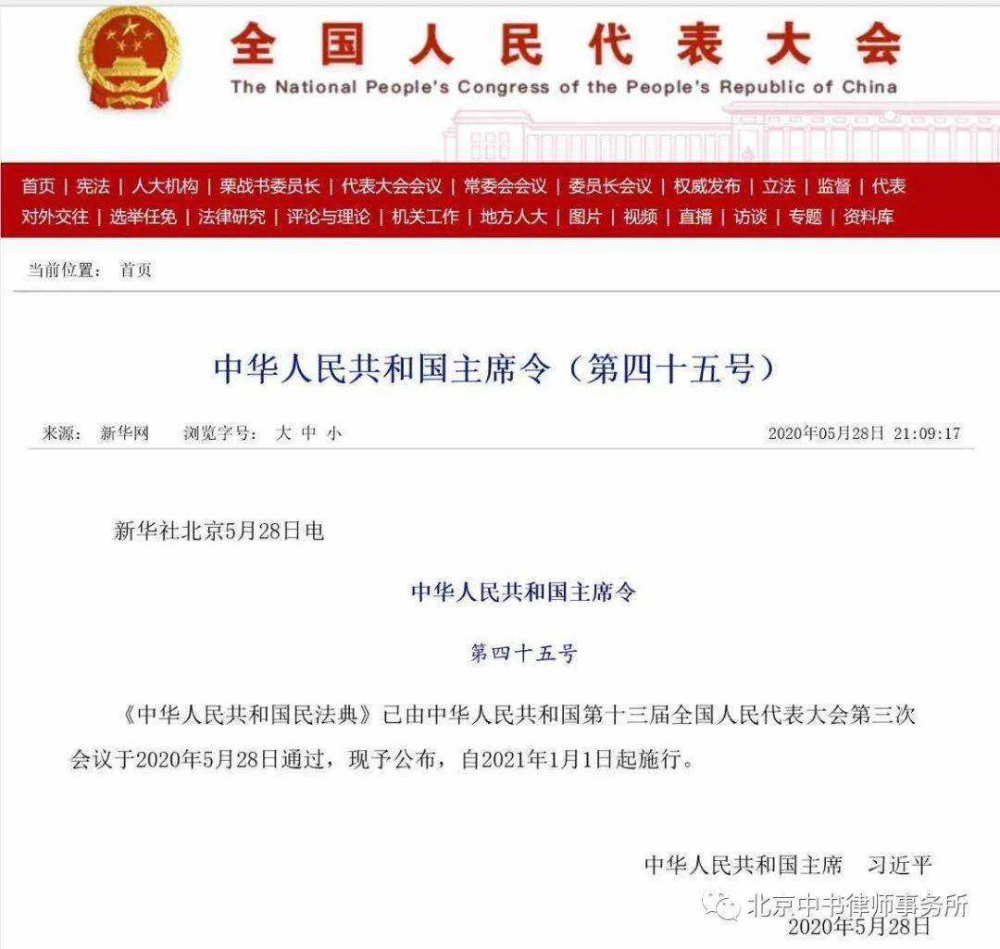 全国人民代表大会
The National People's Congress of the People's Republic of China
首页 | 宪法 | 人大机构 | 栗战书委员长 | 代表大会会议 | 常委会会议 | 委员长会议 | 权威发布 | 立法 | 监督 | 代表
对外交往 | 选举任免 | 法律研究 | 评论与理论 | 机关工作 | 地方人大 | 图片 | 视频 | 直播 | 访谈 | 专题 | 资料库
当前位置： 首页
中华人民共和国主席令（第四十五号）
来源： 新华网 浏览字号： 大 中 小 2020年05月28日 21:09:17
新华社北京5月28日电
中华人民共和国主席令
第四十五号
《中华人民共和国民法典》已由中华人民共和国第十三届全国人民代表大会第三次
会议于2020年5月28日通过，现予公布，自2021年1月1日起施行。
中华人民共和国主席 习近平
北京中书律师事务所
2020年5月28日